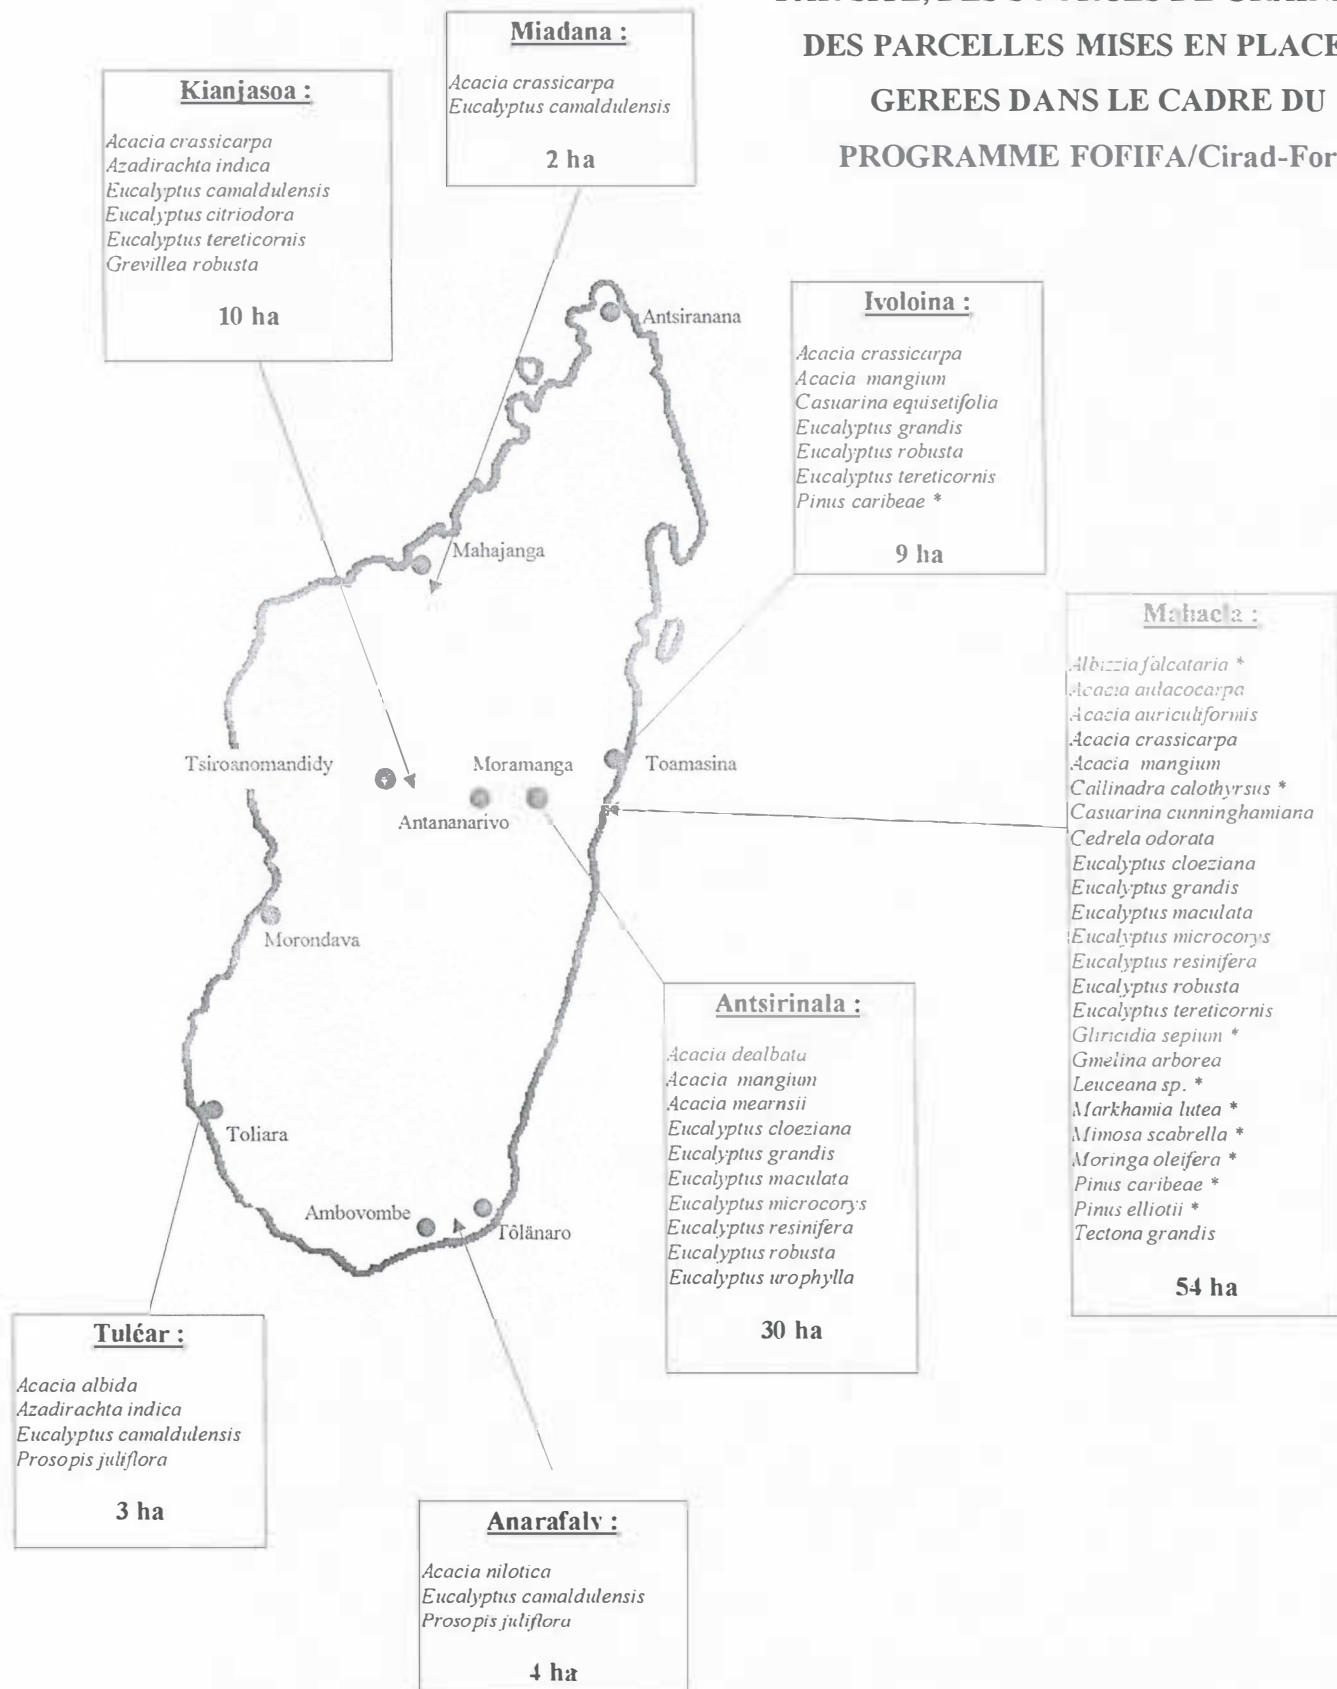 DES PARCELLES MISES EN PLACE
GEREES DANS LE CADRE DU
PROGRAMME FOFIFA/Cirad-For
Miadana :
Acacia crassicarpa
Eucalyptus camaldulensis
2 ha
Kianjasoa :
Acacia crassicarpa
Azadirachta indica
Eucalyptus camaldulensis
Eucalyptus citriodora
Eucalyptus tereticornis
Grevillea robusta
10 ha
Ivoloina :
Acacia crassicarpa
Acacia mangium
Casuarina equisetifolia
Eucalyptus grandis
Eucalyptus robusta
Eucalyptus tereticornis
Pinus caribeae *
9 ha
Antsiranana
Mahajanga
Tsiroanomandidy
Moramanga
Toamasina
Antananarivo
Morondava
Toliara
Ambovombe
Tôlänaro
Mahaela :
Albizzia falcataria *
Acacia aulacocarpa
Acacia auriculiformis
Acacia crassicarpa
Acacia mangium
Callinadra calothyrsus *
Casuarina cunninghamiana
Cedrela odorata
Eucalyptus cloeziana
Eucalyptus grandis
Eucalyptus maculata
Eucalyptus microcorys
Eucalyptus resinifera
Eucalyptus robusta
Eucalyptus tereticornis
Gliricidia sepium *
Gmelina arborea
Leuceana sp. *
Markhamia lutea *
Mimosa scabrella *
Moringa oleifera *
Pinus caribeae *
Pinus elliotii *
Tectona grandis
54 ha
Antsirinala :
Acacia dealbata
Acacia mangium
Acacia mearnsii
Eucalyptus cloeziana
Eucalyptus grandis
Eucalyptus maculata
Eucalyptus microcorys
Eucalyptus resinifera
Eucalyptus robusta
Eucalyptus urophylla
30 ha
Tuléar :
Acacia albida
Azadirachta indica
Eucalyptus camaldulensis
Prosopis juliflora
3 ha
Anarafaly :
Acacia nilotica
Eucalyptus camaldulensis
Prosopis juliflora
4 ha